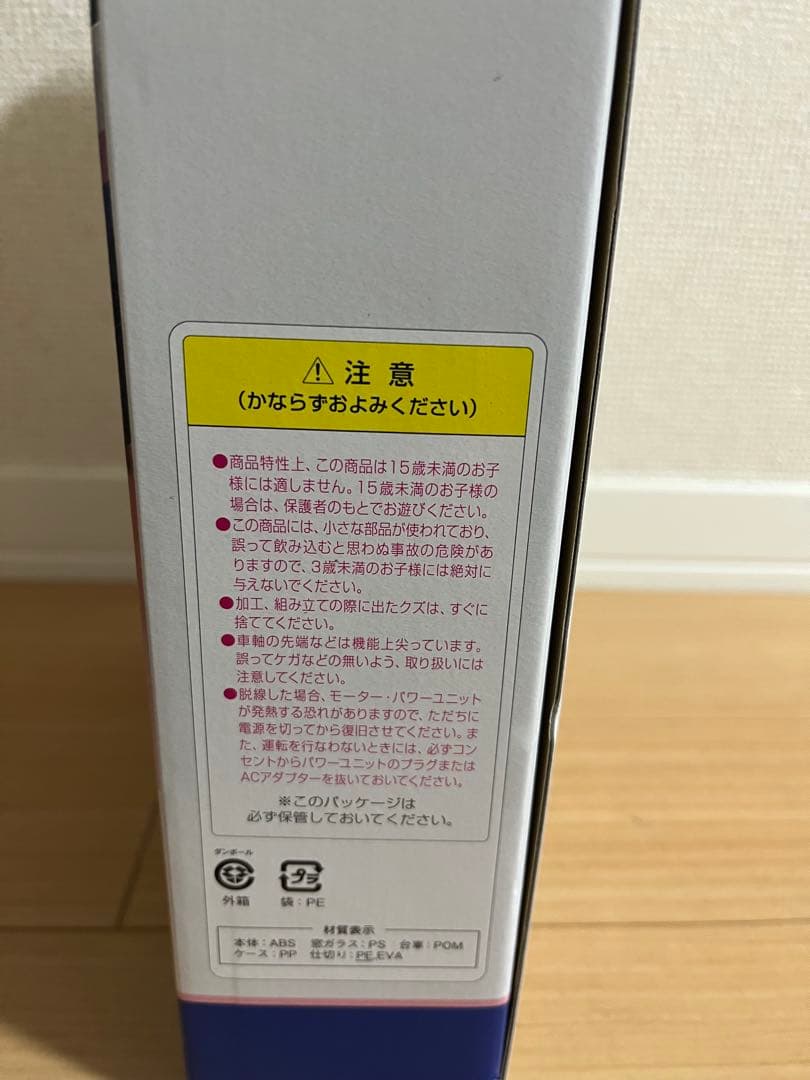 ⚠ 注意
(かならずおよみください)
●商品特性上、この商品は15歳未満のお子
様には適しません。15歳未満のお子様の
場合は、保護者のもとでお遊びください。
●この商品には、小さな部品が使われており、
誤って飲み込むと思わぬ事故の危険があ
りますので、3歳未満のお子様には絶対に
与えないでください。
●加工、組み立ての際に出たクズは、すぐに
捨ててください。
●車軸の先端などは機能上尖っています。
誤ってケガなどの無いよう、取り扱いには
注意してください。
●脱線した場合、モーター・パワーユニット
が発熱する恐れがありますので、ただちに
電源を切ってから復旧させてください。ま
た、運転を行なわないときには、必ずコン
セントからパワーユニットのプラグまたは
ACアダプターを抜いておいてください。
※このパッケージは
必ず保管しておいてください。
ダンボール
プラ
外箱 袋:PE
材質表示
本体:ABS 窓ガラス:PS 台車:POM
ケース:PP 仕切り:PE,EVA